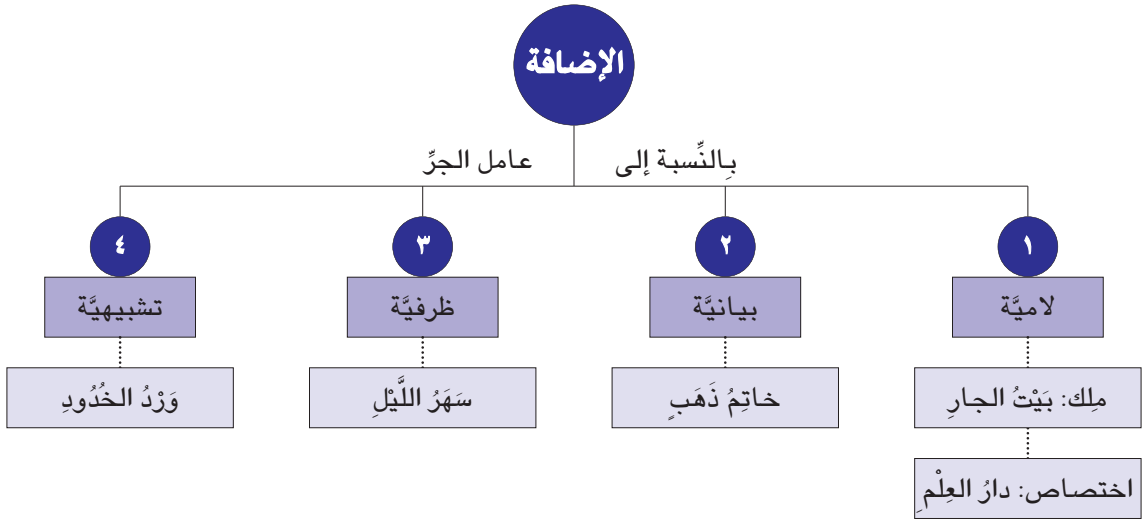 الإضافة
بِالنِّسبة إلى عامل الجرِّ
١ ٢ ٣ ٤
لاميَّة بيانيَّة ظرفيَّة تشبيهيَّة
مِلك: بَيْتُ الجارِ خاتِمُ ذَهَبٍ سَهَرُ اللَّيْلِ وَرْدُ الخُدُودِ
اختصاص: دارُ العِلْمِ